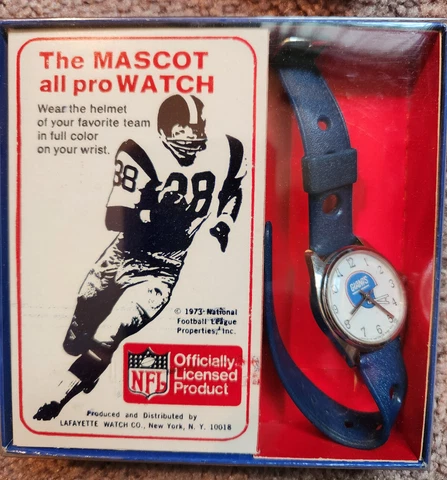 The MASCOT
all pro WATCH
Wear the helmet
of your favorite team
in full color
on your wrist.
38
38
© 1973 National
Football League
Properties, Inc.
NFL
Officially
Licensed
Product
Produced and Distributed by
LAFAYETTE WATCH CO., New York, N. Y. 10018
GIANTS